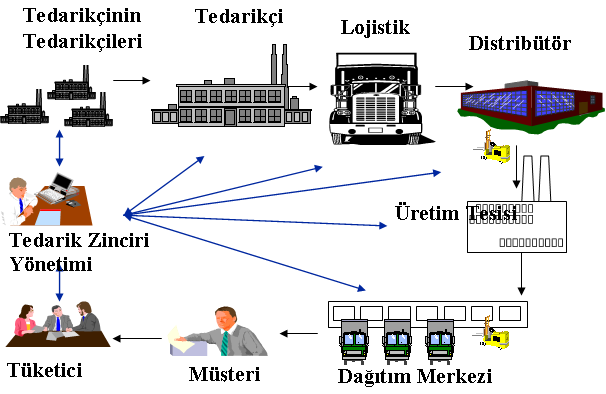 Tedarikçinin
Tedarikçileri
Tedarikçi
Lojistik
Distribütör
Üretim Tesisi
Tedarik Zinciri
Yönetimi
Tüketici
Müsteri
Dağıtım Merkezi